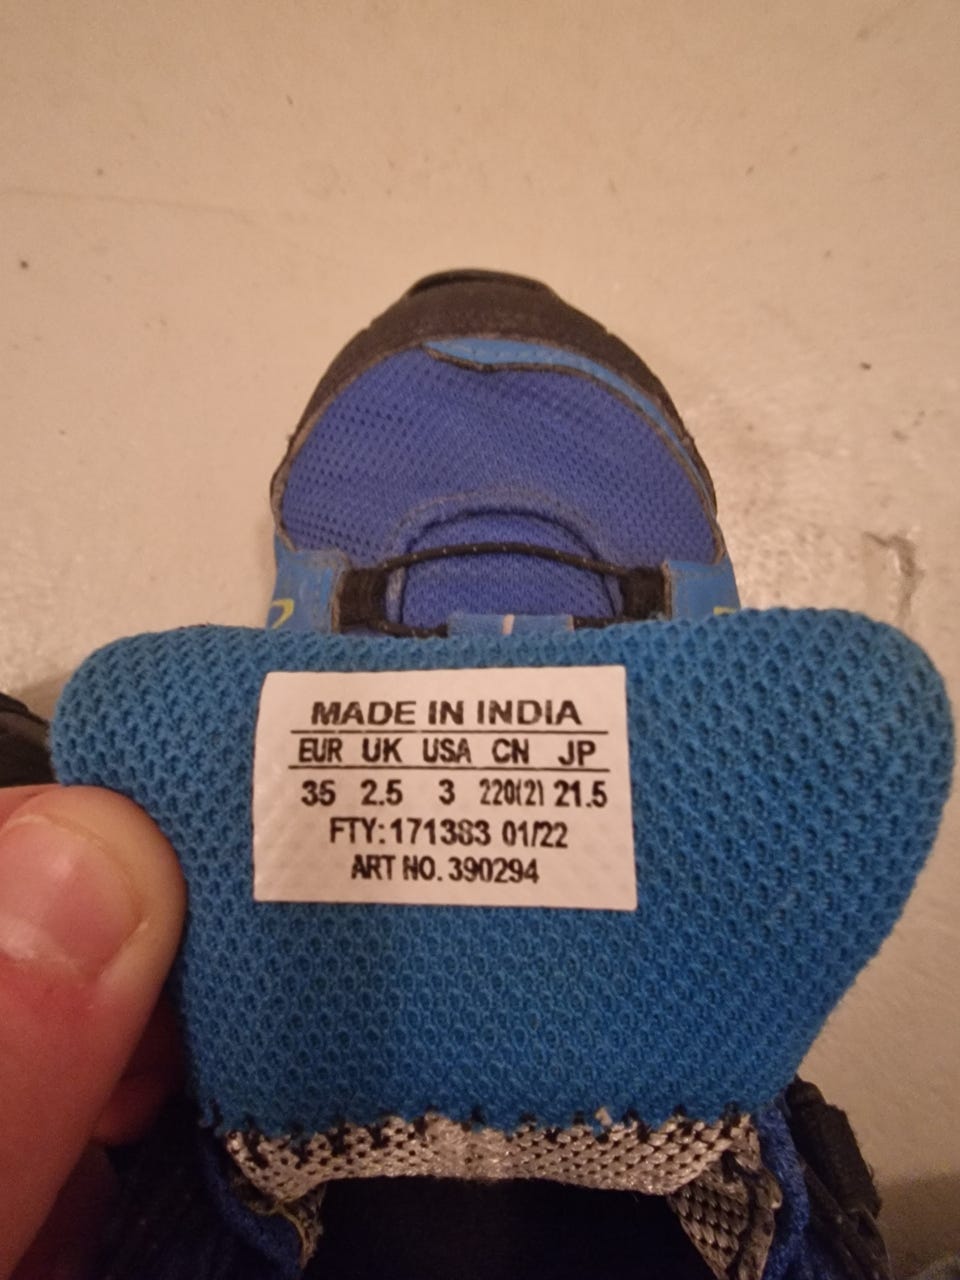 MADE IN INDIA
EUR UK USA CN JP
35 2.5 3 220(2) 21.5
FTY: 171383 01/22
ART NO. 390294